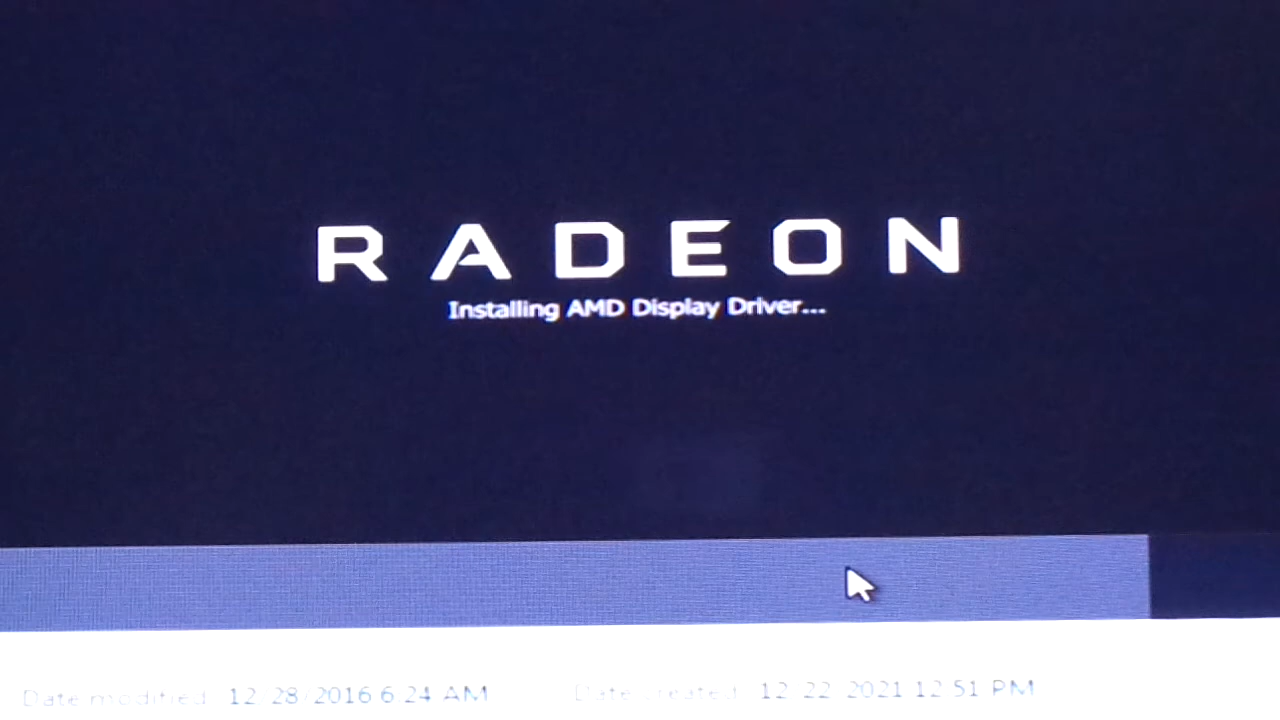 RADEON
Installing AMD Display Driver...
Date modified: 12/28/2016 6:24 AM Date created: 12/22/2021 12:51 PM